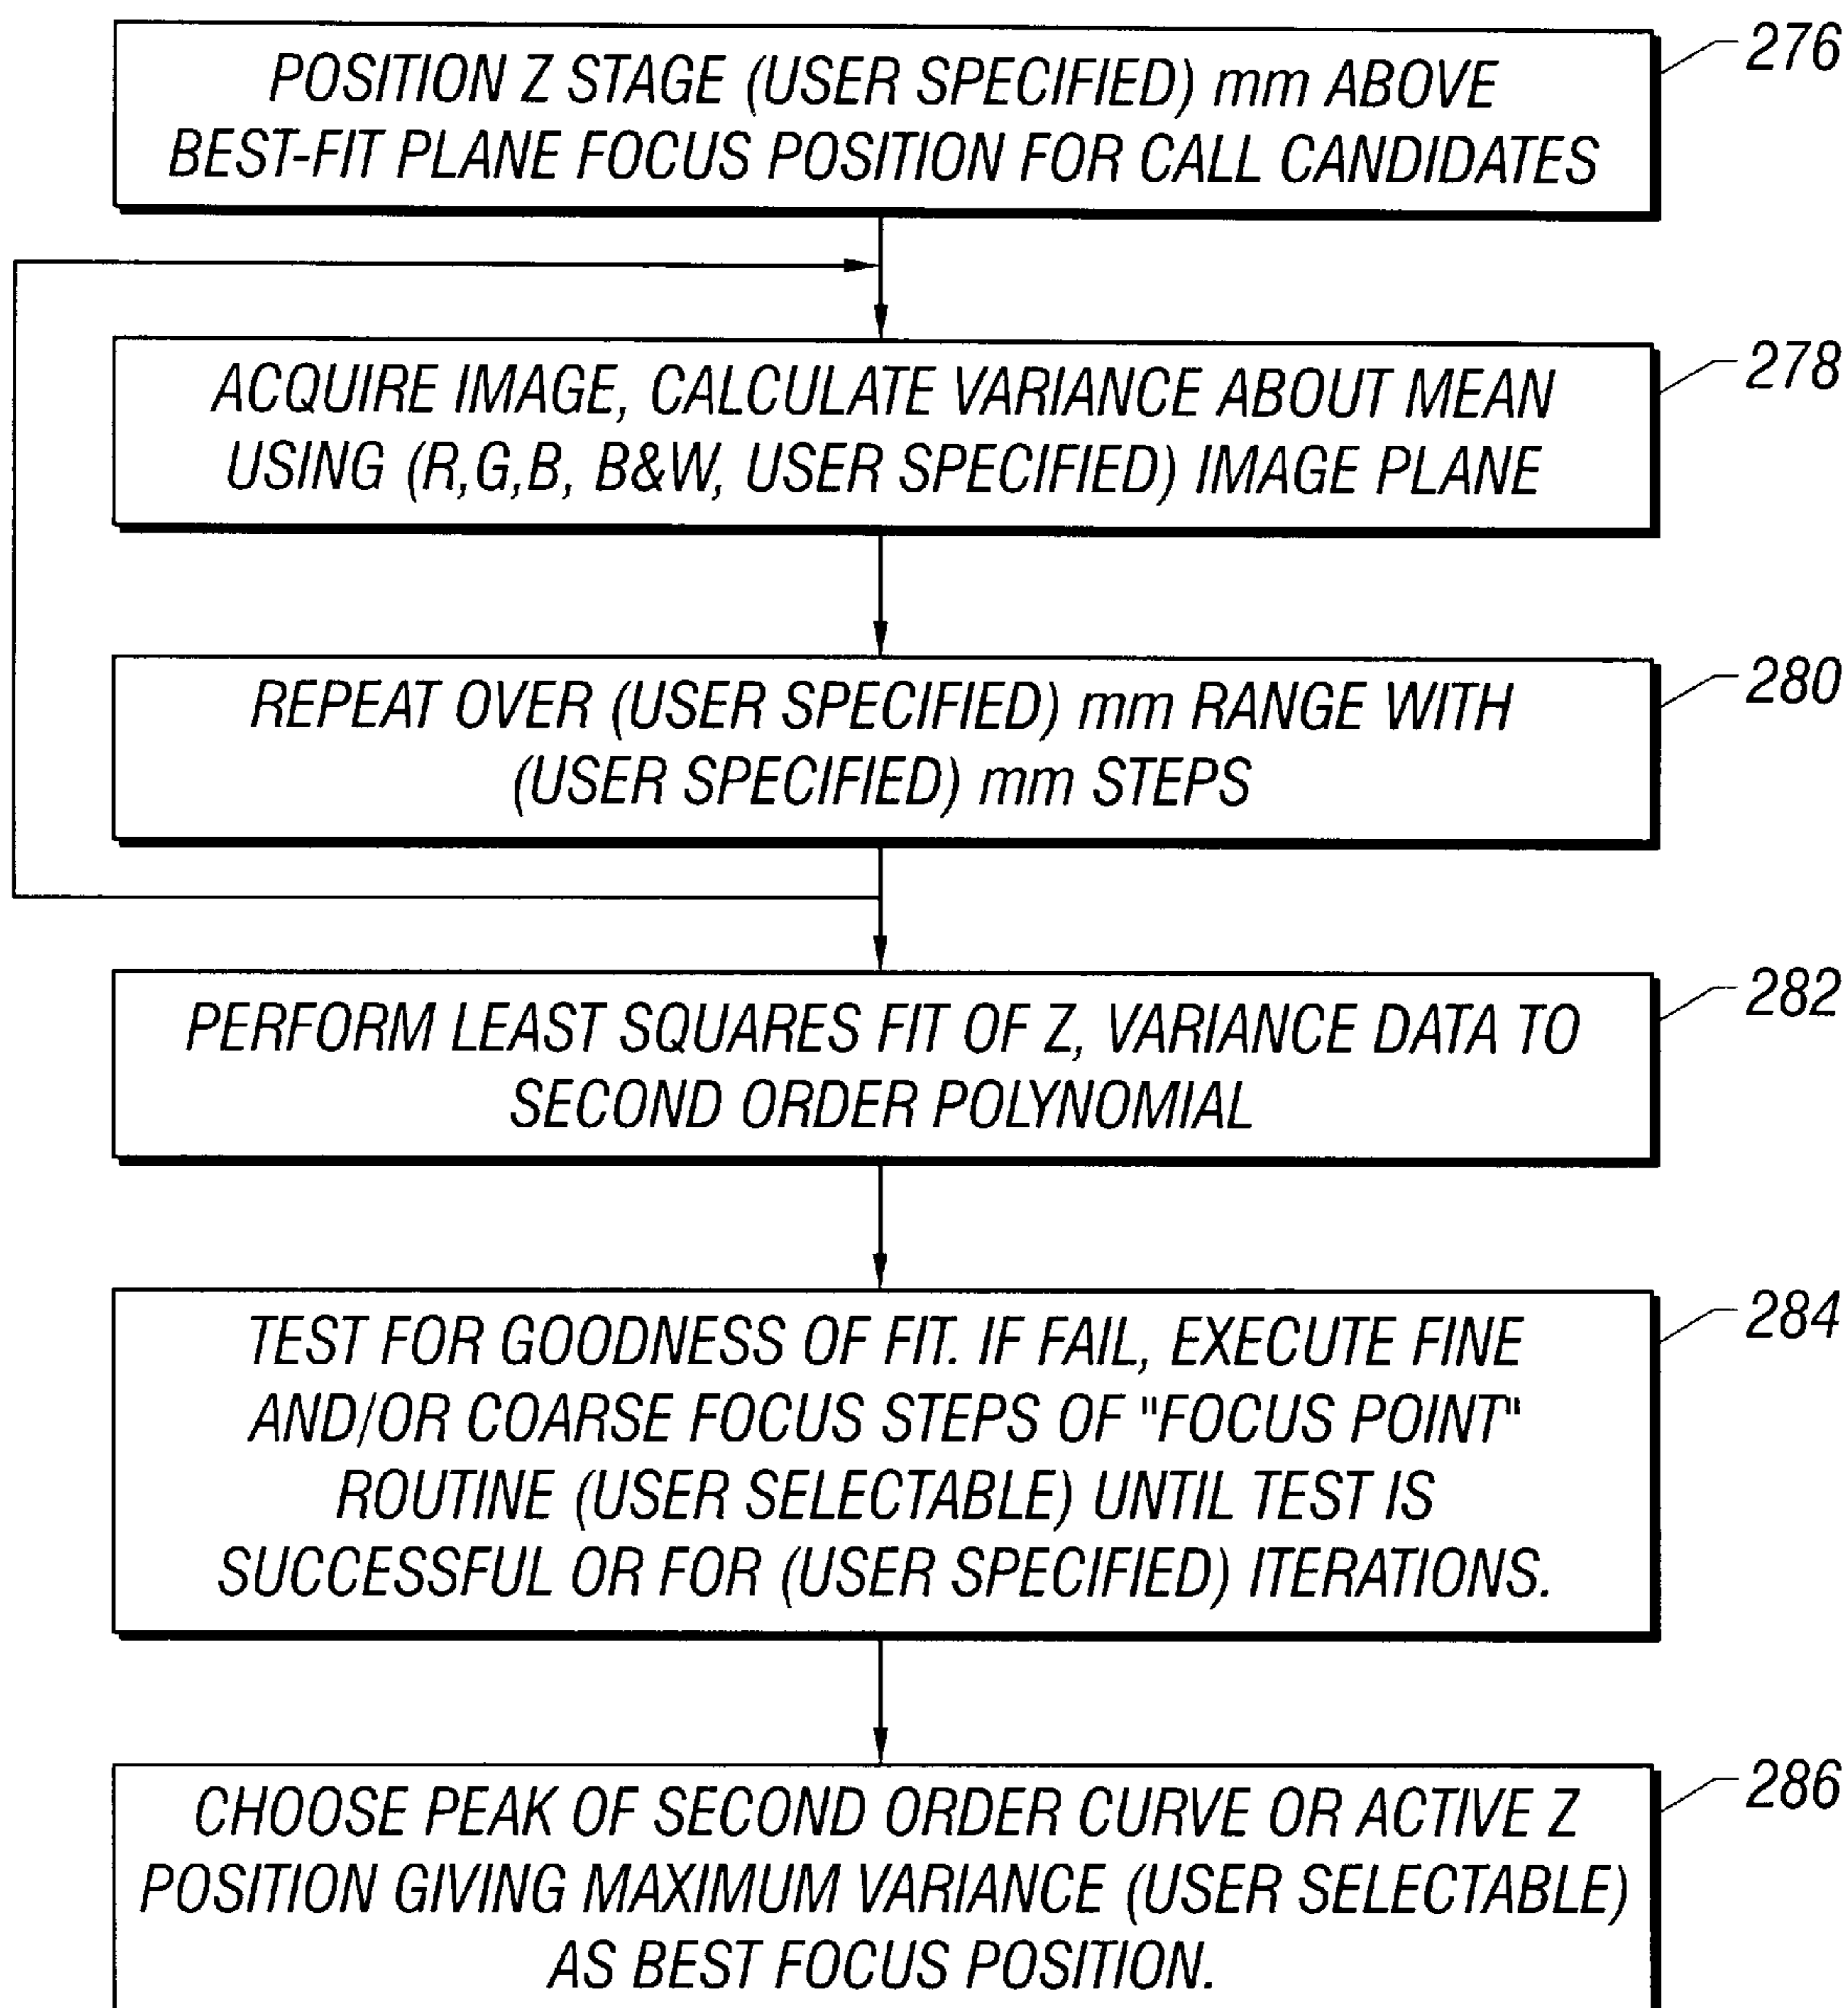 POSITION Z STAGE (USER SPECIFIED) mm ABOVE
BEST-FIT PLANE FOCUS POSITION FOR CALL CANDIDATES
276
ACQUIRE IMAGE, CALCULATE VARIANCE ABOUT MEAN
USING (R,G,B, B&W, USER SPECIFIED) IMAGE PLANE
278
REPEAT OVER (USER SPECIFIED) mm RANGE WITH
(USER SPECIFIED) mm STEPS
280
PERFORM LEAST SQUARES FIT OF Z, VARIANCE DATA TO
SECOND ORDER POLYNOMIAL
282
TEST FOR GOODNESS OF FIT. IF FAIL, EXECUTE FINE
AND/OR COARSE FOCUS STEPS OF "FOCUS POINT"
ROUTINE (USER SELECTABLE) UNTIL TEST IS
SUCCESSFUL OR FOR (USER SPECIFIED) ITERATIONS.
284
CHOOSE PEAK OF SECOND ORDER CURVE OR ACTIVE Z
POSITION GIVING MAXIMUM VARIANCE (USER SELECTABLE)
AS BEST FOCUS POSITION.
286